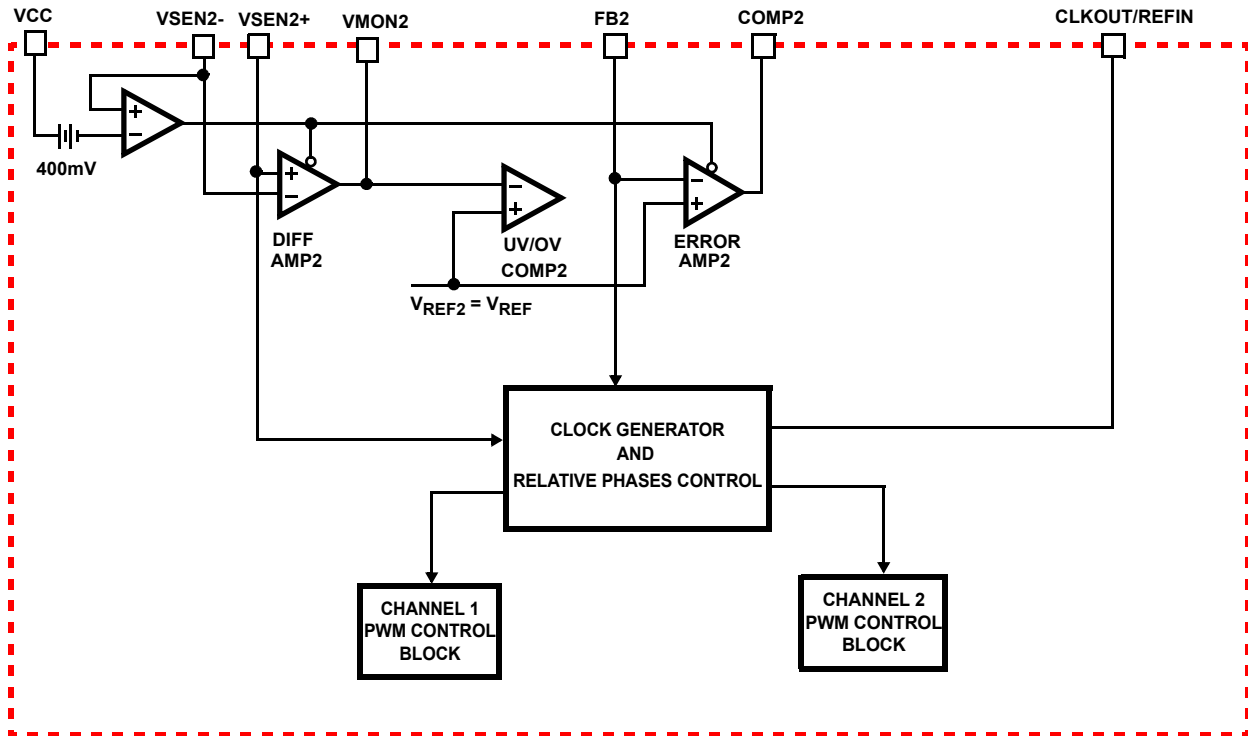 VCC
VSEN2-
VSEN2+
VMON2
FB2
COMP2
CLKOUT/REFIN
+
−
400mV
+
−
DIFF
AMP2
−
+
UV/OV
COMP2
−
+
ERROR
AMP2
VREF2 = VREF
CLOCK GENERATOR
AND
RELATIVE PHASES CONTROL
CHANNEL 1
PWM CONTROL
BLOCK
CHANNEL 2
PWM CONTROL
BLOCK